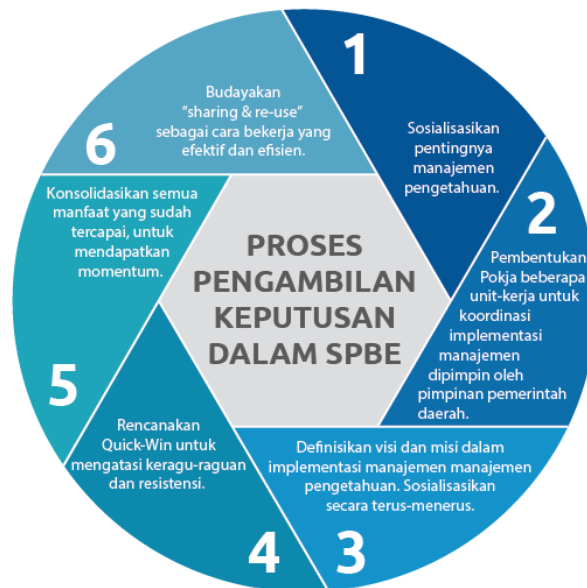 PROSES
PENGAMBILAN
KEPUTUSAN
DALAM SPBE
1
Sosialisasikan
pentingnya
manajemen
pengetahuan.
2
Pembentukan
Pokja beberapa
unit-kerja untuk
koordinasi
implementasi
manajemen
dipimpin oleh
pimpinan pemerintah
daerah.
Definisikan visi dan misi dalam
implementasi manajemen manajemen
pengetahuan. Sosialisasikan
secara terus-menerus.
3
Rencanakan
Quick-Win untuk
mengatasi keragu-raguan
dan resistensi.
4
Konsolidasikan semua
manfaat yang sudah
tercapai, untuk
mendapatkan
momentum.
5
Budayakan
“sharing & re-use”
sebagai cara bekerja yang
efektif dan efisien.
6